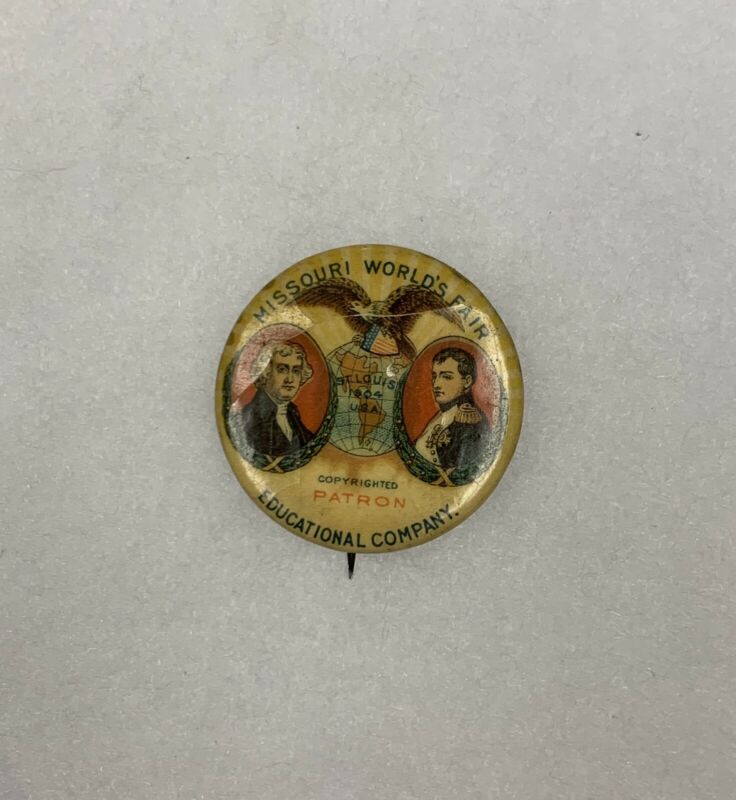 MISSOURI WORLD'S FAIR
ST. LOUIS
1904
U.S.A.
COPYRIGHTED
PATRON
EDUCATIONAL COMPANY.